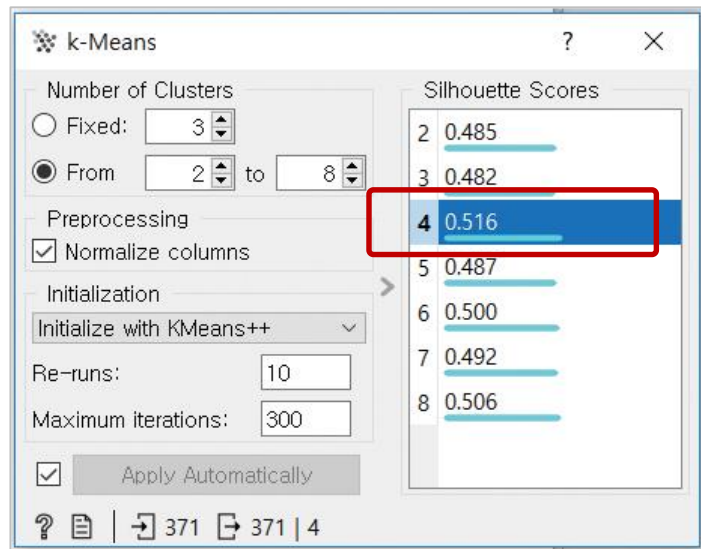 k-Means ? ×
Number of Clusters
Fixed: 3
From 2 to 8
Preprocessing
Normalize columns
Initialization
Initialize with KMeans++
Re-runs: 10
Maximum iterations: 300
Apply Automatically
? 371 371 | 4
>
Silhouette Scores
2 0.485
3 0.482
4 0.516
5 0.487
6 0.500
7 0.492
8 0.506